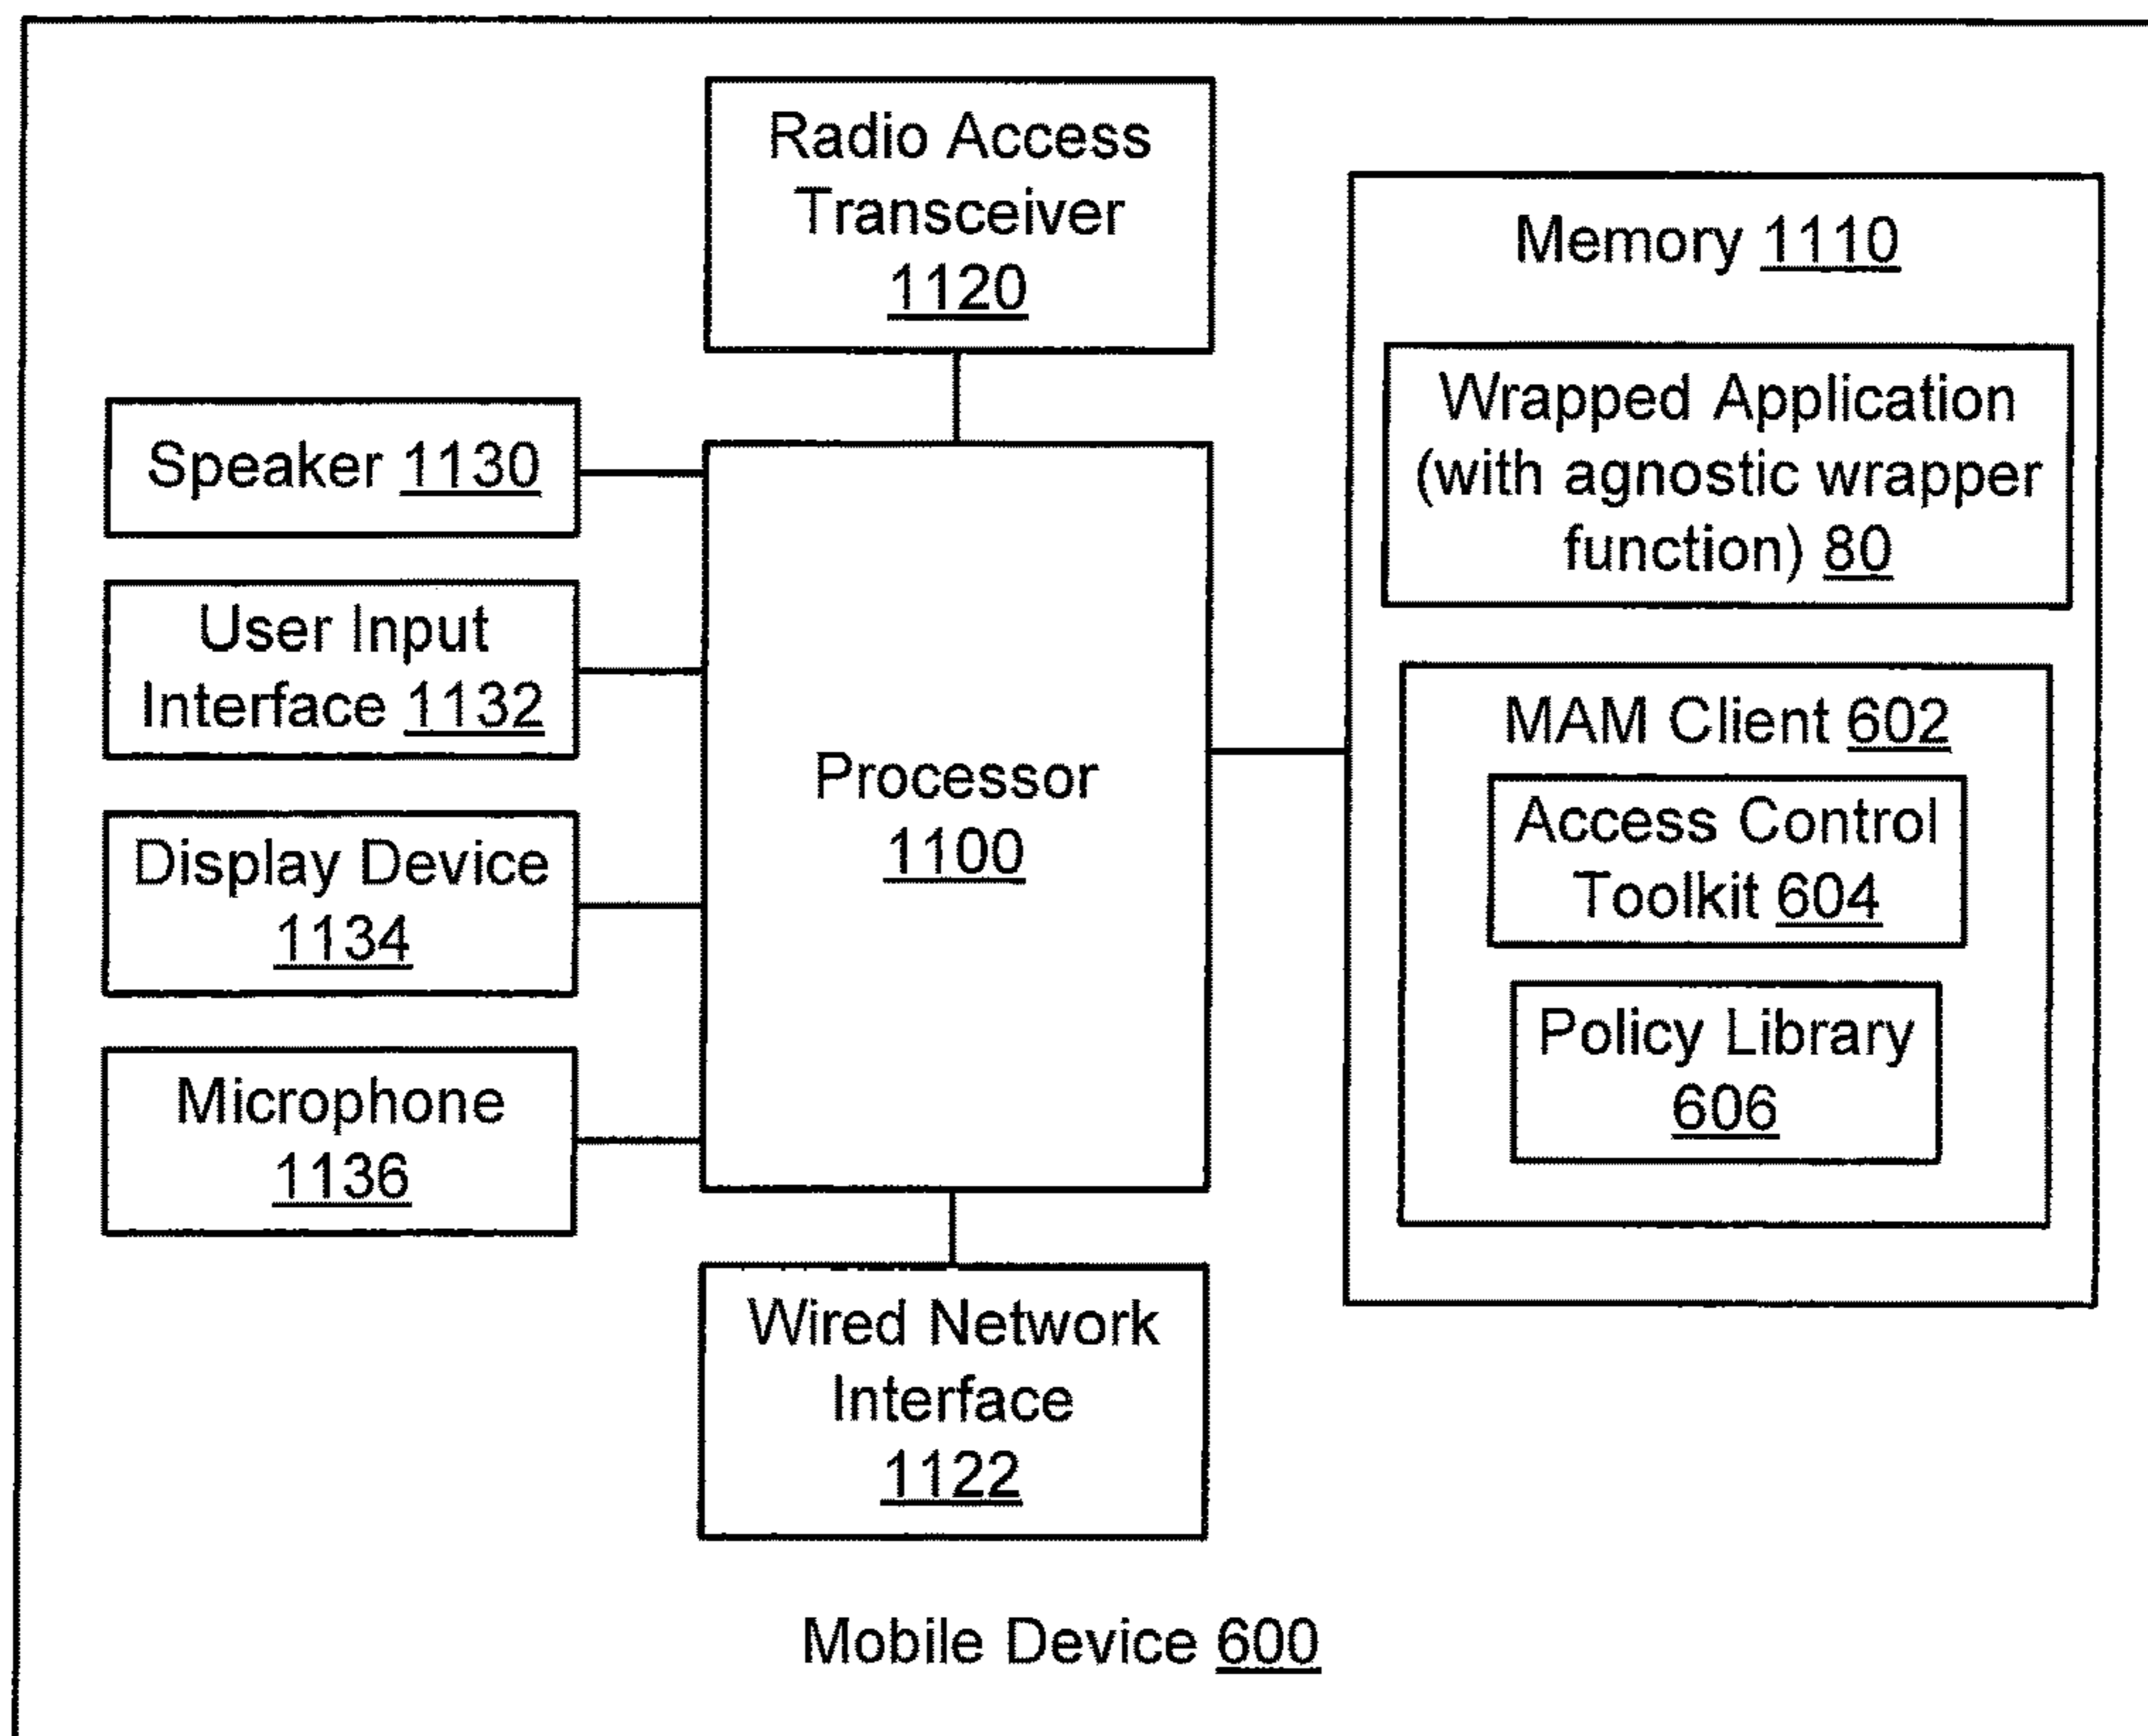 Radio Access
Transceiver
1120
Speaker 1130
User Input
Interface 1132
Display Device
1134
Microphone
1136
Processor
1100
Wired Network
Interface
1122
Memory 1110
Wrapped Application
(with agnostic wrapper
function) 80
MAM Client 602
Access Control
Toolkit 604
Policy Library
606
Mobile Device 600